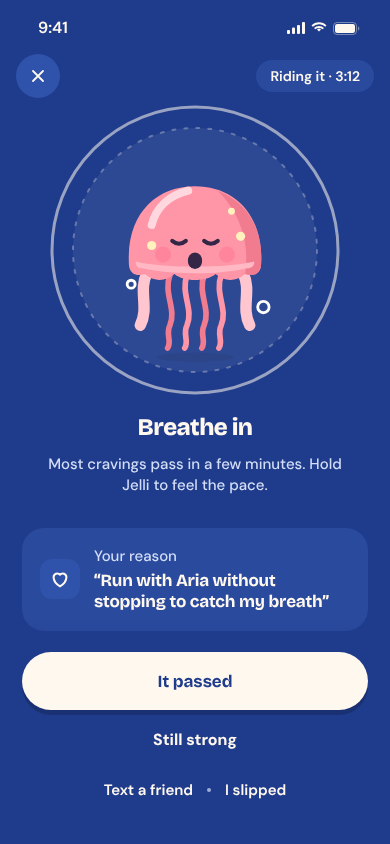 9:41
Riding it · 3:12
Breathe in
Most cravings pass in a few minutes. Hold
Jelli to feel the pace.
Your reason
“Run with Aria without
stopping to catch my breath”
It passed
Still strong
Text a friend • I slipped